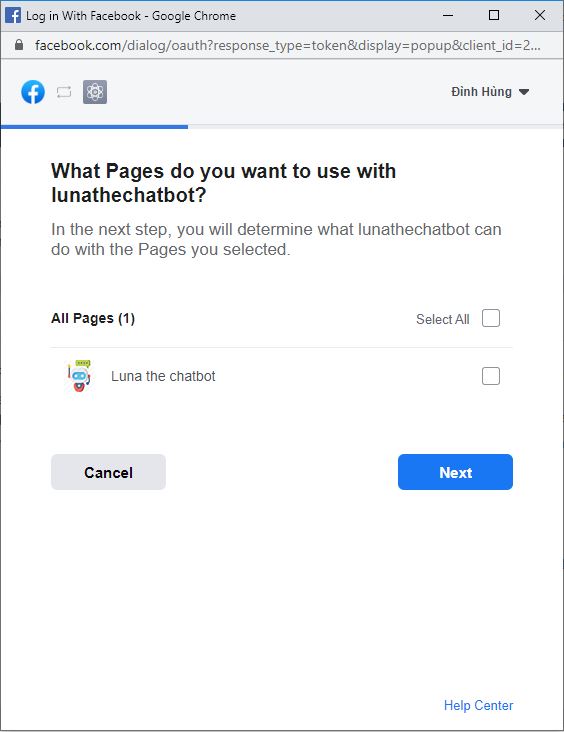 Log in With Facebook - Google Chrome
facebook.com/dialog/oauth?response_type=token&display=popup&client_id=2...
Đình Hùng
What Pages do you want to use with
lunathechatbot?
In the next step, you will determine what lunathechatbot can
do with the Pages you selected.
All Pages (1)
Select All
Luna the chatbot
Cancel
Next
Help Center